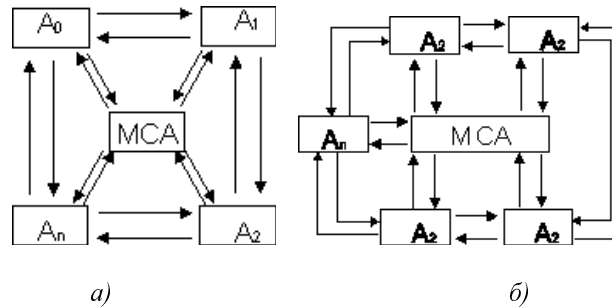 A₀ A₁ A₂ A₂
MCA Aₙ MCA
Aₙ A₂ A₂ A₂
а) б)